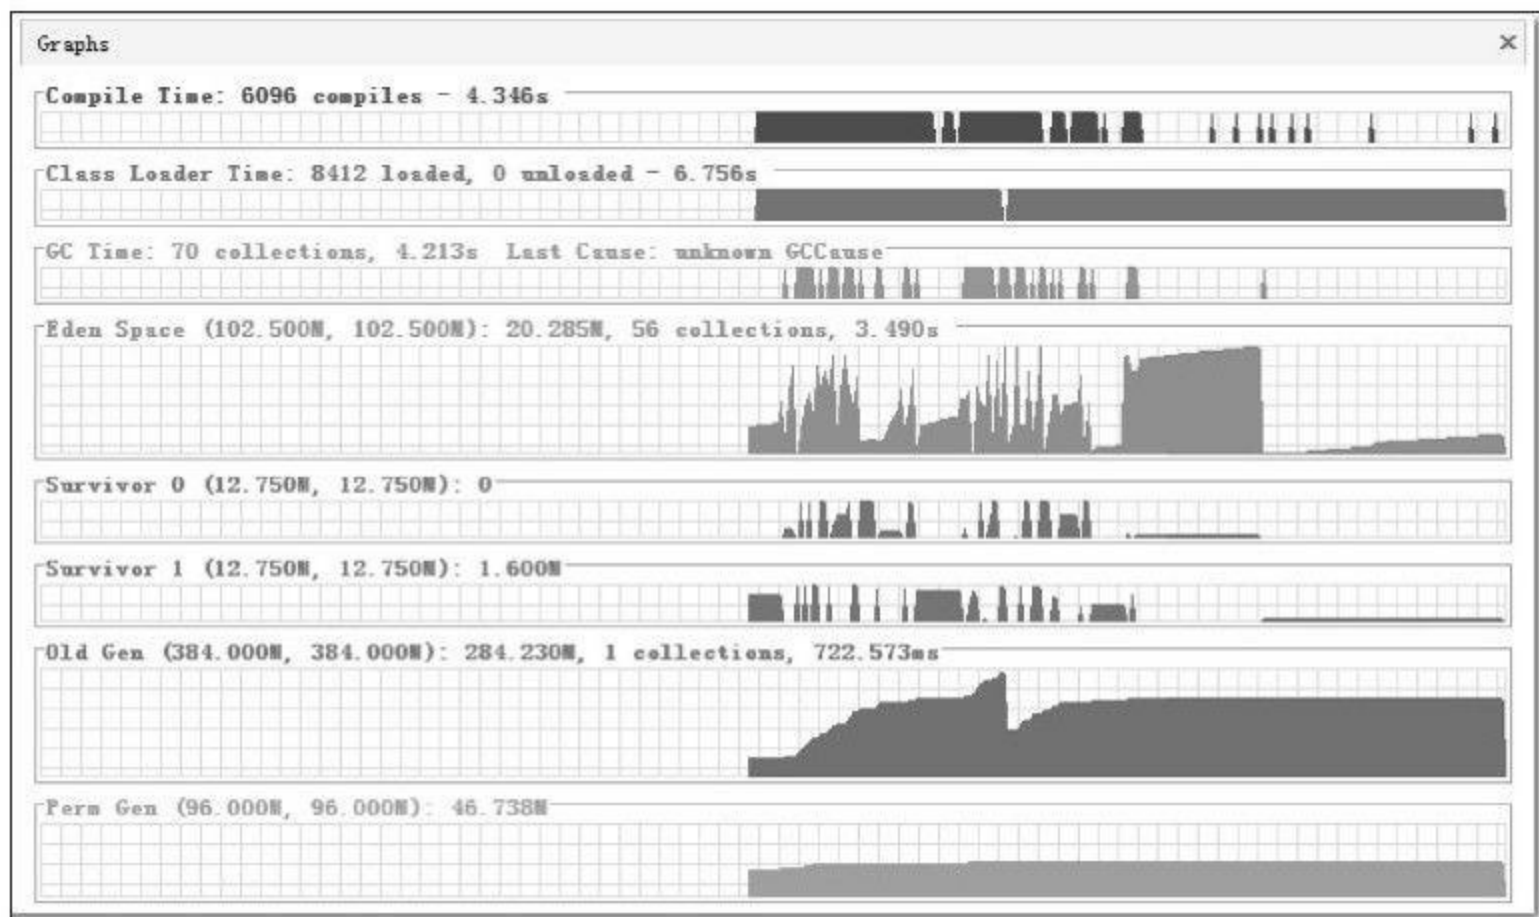 Graphs
Compile Time: 6096 compiles - 4.346s
Class Loader Time: 8412 loaded, 0 unloaded - 6.756s
GC Time: 70 collections, 4.213s Last Cause: unknown GCCause
Eden Space (102.500M, 102.500M): 20.285M, 56 collections, 3.490s
Survivor 0 (12.750M, 12.750M): 0
Survivor 1 (12.750M, 12.750M): 1.600M
Old Gen (384.000M, 384.000M): 284.230M, 1 collections, 722.573ms
Perm Gen (96.000M, 96.000M): 46.738M